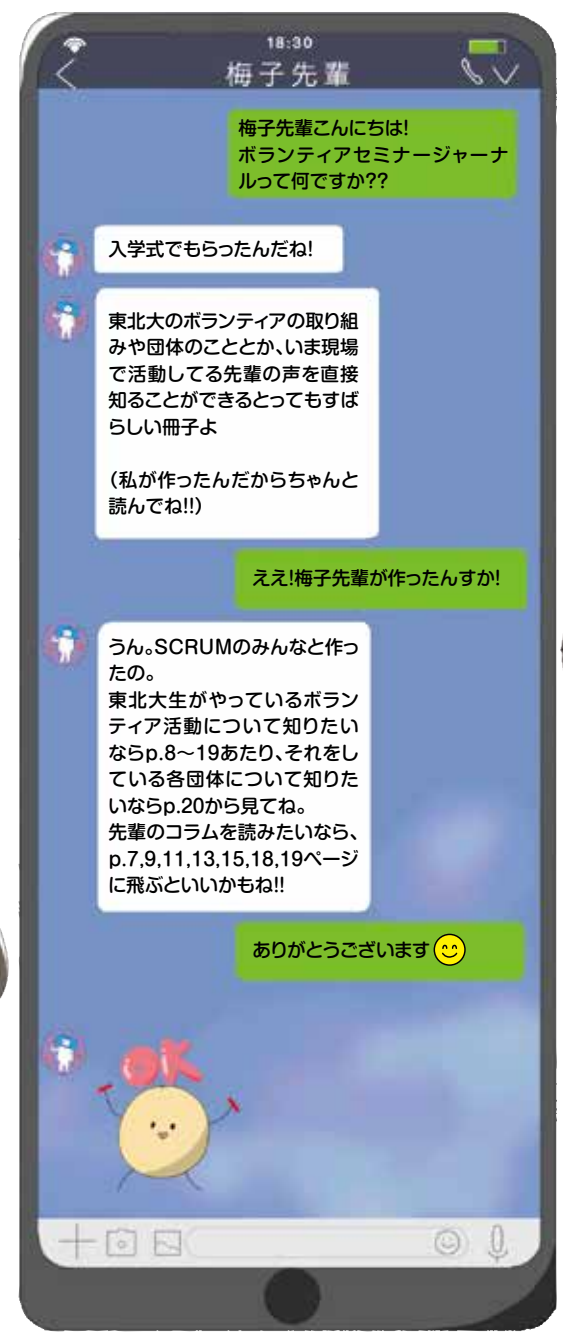 18:30
梅子先輩
梅子先輩こんにちは!
ボランティアセミナージャーナ
ルって何ですか??
入学式でもらったんだね!
東北大のボランティアの取り組
みや団体のこととか、いま現場
で活動してる先輩の声を直接
知ることができるとってもすば
らしい冊子よ
(私が作ったんだからちゃんと
読んでね!!)
ええ!梅子先輩が作ったんすか!
うん。SCRUMのみんなと作っ
たの。
東北大生がやっているボラン
ティア活動について知りたい
ならp.8〜19あたり、それをし
ている各団体について知りた
いならp.20から見てね。
先輩のコラムを読みたいなら、
p.7,9,11,13,15,18,19ページ
に飛ぶといいかもね!!
ありがとうございます
OK